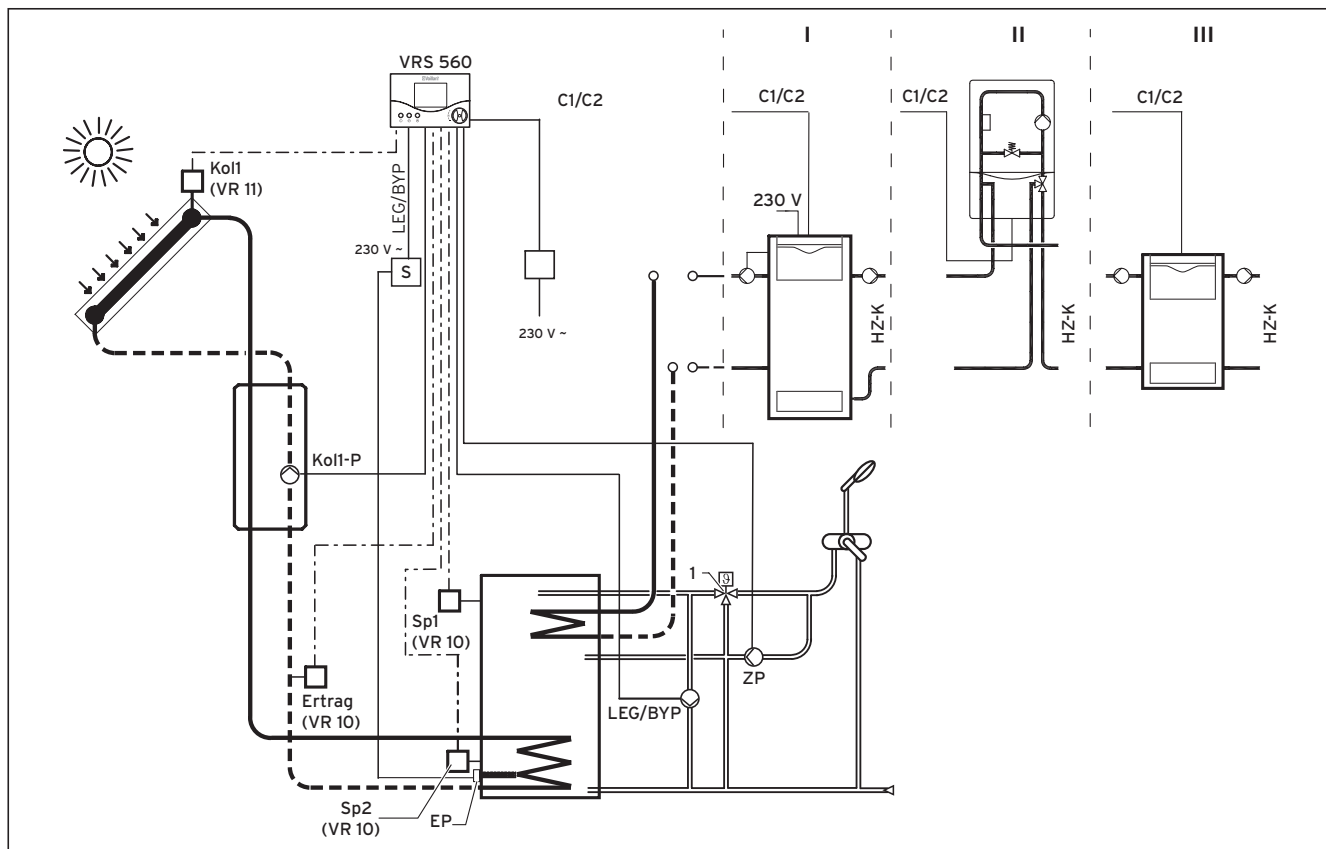 I
II
III
VRS 560
Vaillant
C1/C2
C1/C2
C1/C2
C1/C2
Kol1
(VR 11)
LEG/BYP
230 V
230 V ~
S
230 V ~
HZ-K
HZ-K
HZ-K
Kol1-P
1
ϑ
Sp1
(VR 10)
ZP
Ertrag
(VR 10)
LEG/BYP
Sp2
(VR 10)
EP